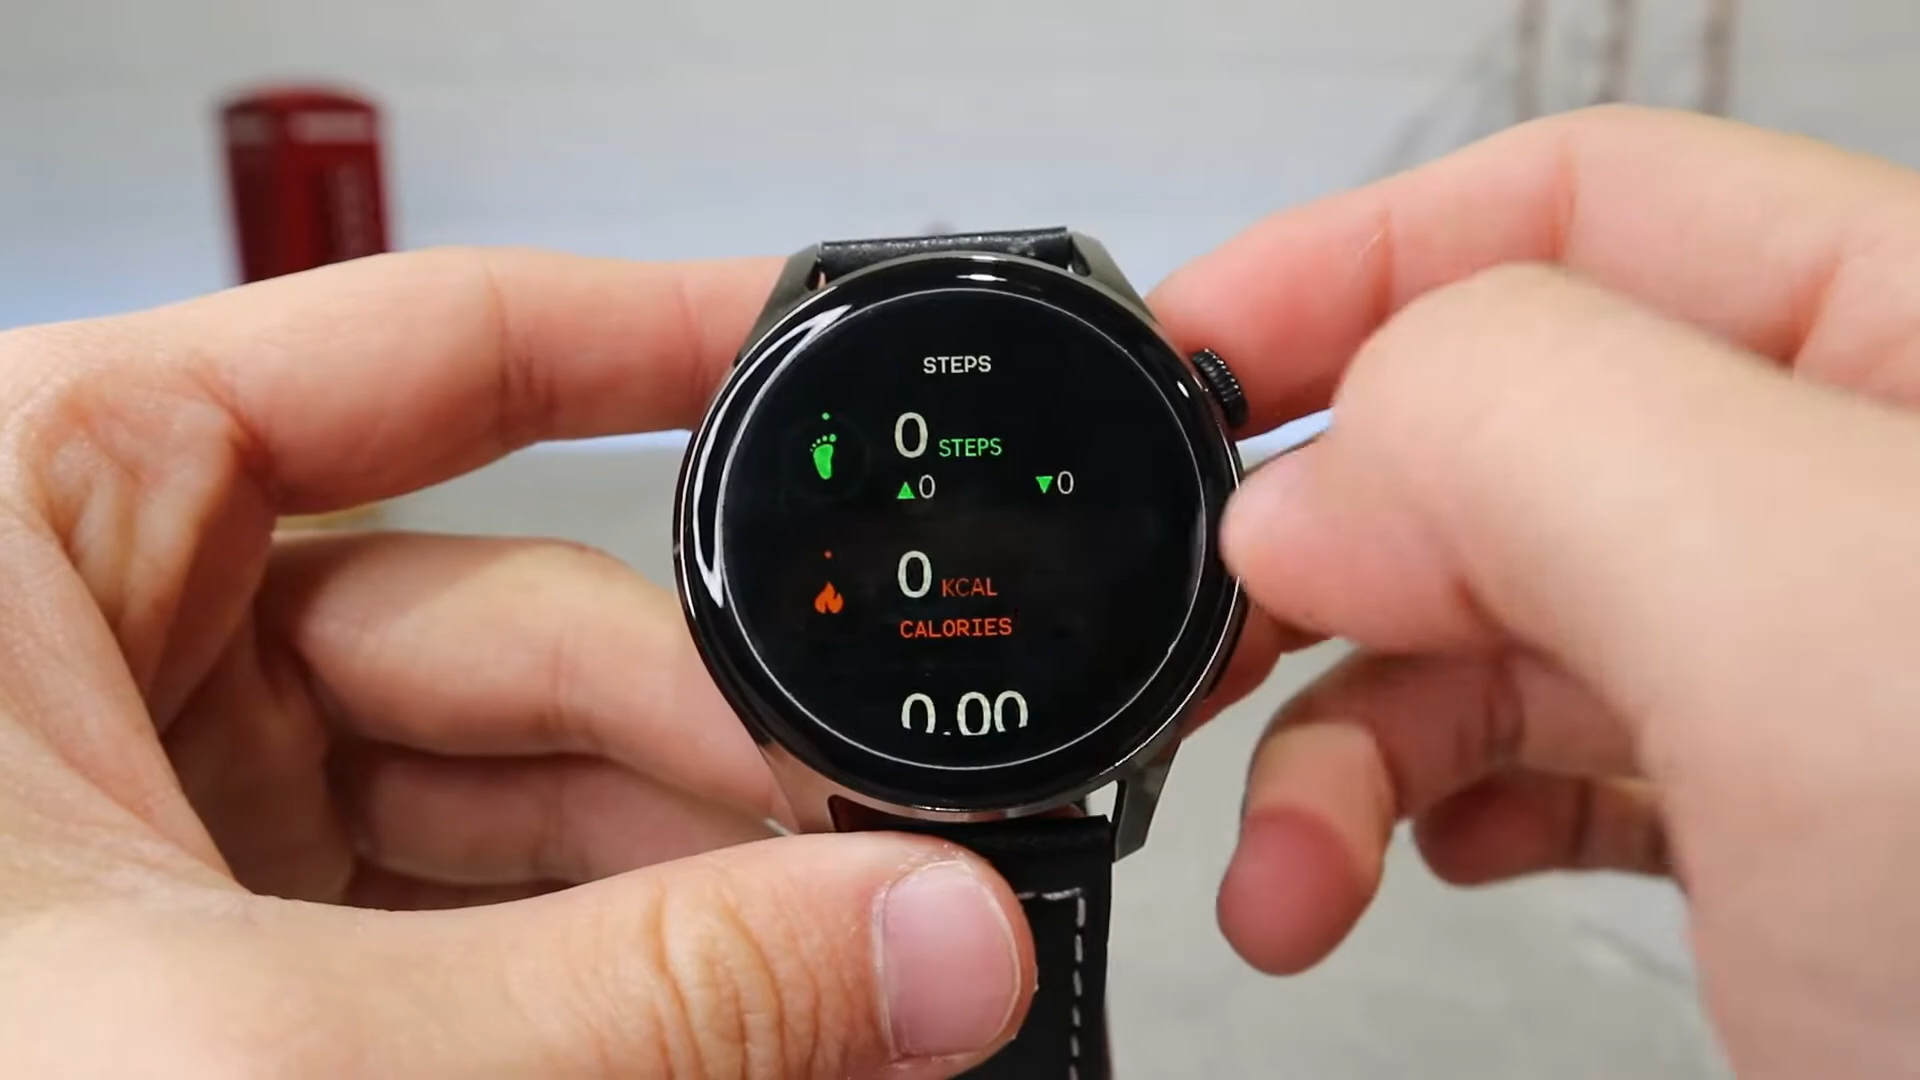 STEPS
0 STEPS
▲0 ▼0
0 KCAL
CALORIES
0.00